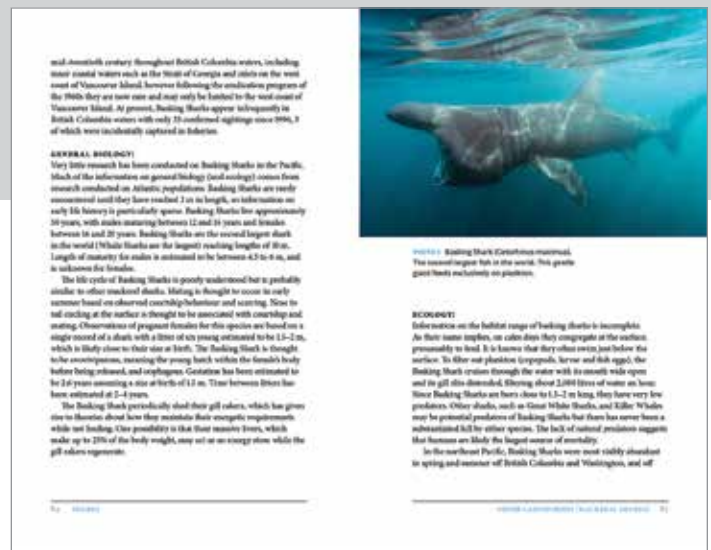 mid-twentieth century throughout British Columbia waters, including
inner coastal waters such as the Strait of Georgia and inlets on the west
coast of Vancouver Island; however following the eradication program of
the 1960s they are now rare and may only be limited to the west coast of
Vancouver Island. At present, Basking Sharks appear infrequently in
British Columbia waters with only 33 confirmed sightings since 1996, 5
of which were incidentally captured in fisheries.
GENERAL BIOLOGY:
Very little research has been conducted on Basking Sharks in the Pacific.
Much of the information on general biology (and ecology) comes from
research conducted on Atlantic populations. Basking Sharks are rarely
encountered until they have reached 3 m in length, so information on
early life history is particularly sparse. Basking Sharks live approximately
50 years, with males maturing between 12 and 16 years and females
between 16 and 20 years. Basking Sharks are the second largest shark
in the world (Whale Sharks are the largest) reaching lengths of 10 m.
Length of maturity for males is estimated to be between 4.5 to 6 m, and
is unknown for females.
The life cycle of Basking Sharks is poorly understood but is probably
similar to other mackerel sharks. Mating is thought to occur in early
summer based on observed courtship behaviour and scarring. Nose to
tail circling at the surface is thought to be associated with courtship and
mating. Observations of pregnant females for this species are based on a
single record of a shark with a litter of six young estimated to be 1.5–2 m,
which is likely close to their size at birth. The Basking Shark is thought
to be ovoviviparous, meaning the young hatch within the female's body
before being released, and oophagous. Gestation has been estimated to
be 2.6 years assuming a size at birth of 1.5 m. Time between litters has
been estimated at 2–4 years.
The Basking Shark periodically shed their gill rakers, which has given
rise to theories about how they maintain their energetic requirements
while not feeding. One possibility is that their massive livers, which
make up to 25% of the body weight, may act as an energy store while the
gill rakers regenerate.
Basking Shark (Cetorhinus maximus).
The second largest fish in the world. This gentle
giant feeds exclusively on plankton.
ECOLOGY:
Information on the habitat range of basking sharks is incomplete.
As their name implies, on calm days they congregate at the surface,
presumably to feed. It is known that they often swim just below the
surface. To filter out plankton (copepods, larvae and fish eggs), the
Basking Shark cruises through the water with its mouth wide open
and its gill slits distended, filtering about 2,000 litres of water an hour.
Since Basking Sharks are born close to 1.5–2 m long, they have very few
predators. Other sharks, such as Great White Sharks, and Killer Whales
may be potential predators of Basking Sharks but there has never been a
substantiated kill by either species. The lack of natural predators suggests
that humans are likely the largest source of mortality.
In the northeast Pacific, Basking Sharks were most visibly abundant
in spring and summer off British Columbia and Washington, and off